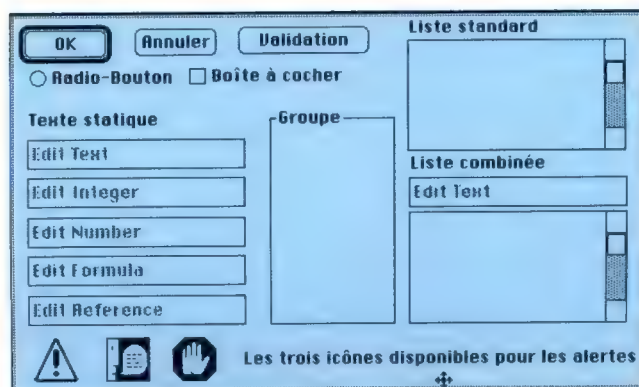 OK
Annuler
Validation
Radio-Bouton
Boîte à cocher
Texte statique
Edit Text
Edit Integer
Edit Number
Edit Formula
Edit Reference
Groupe
Liste standard
Liste combinée
Edit Text
Les trois icônes disponibles pour les alertes